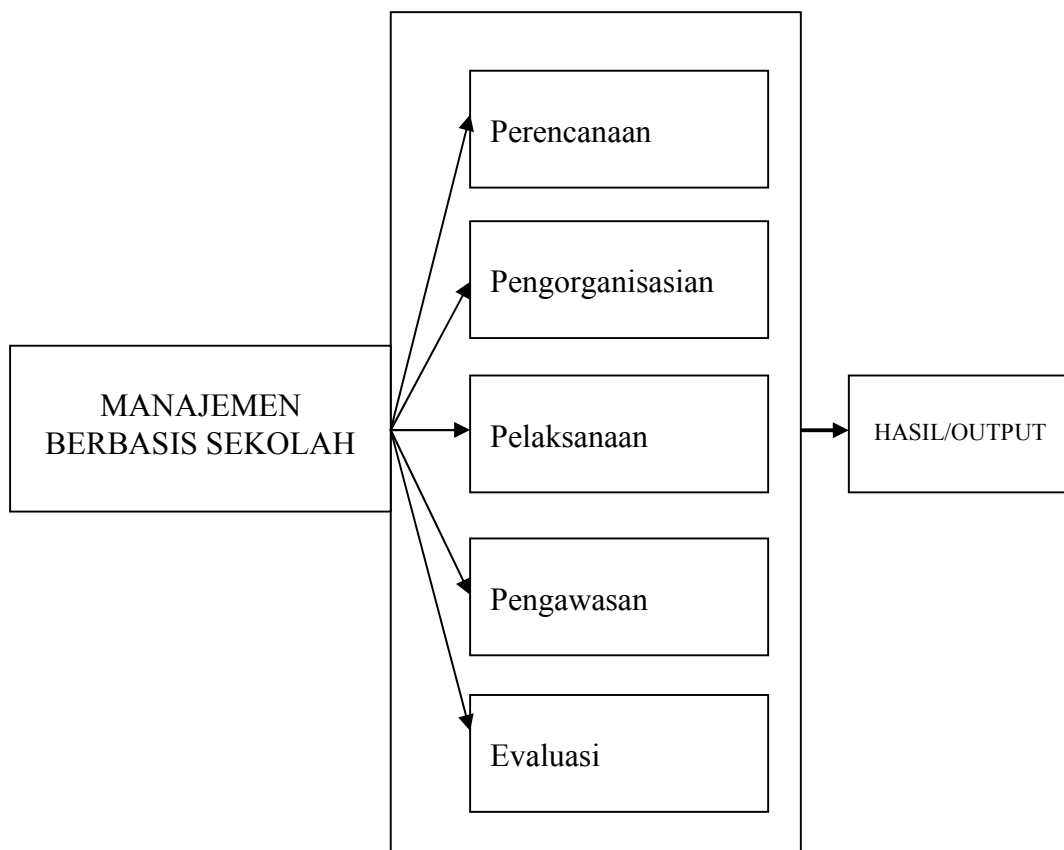 MANAJEMEN
BERBASIS SEKOLAH
Perencanaan
Pengorganisasian
Pelaksanaan
Pengawasan
Evaluasi
HASIL/OUTPUT